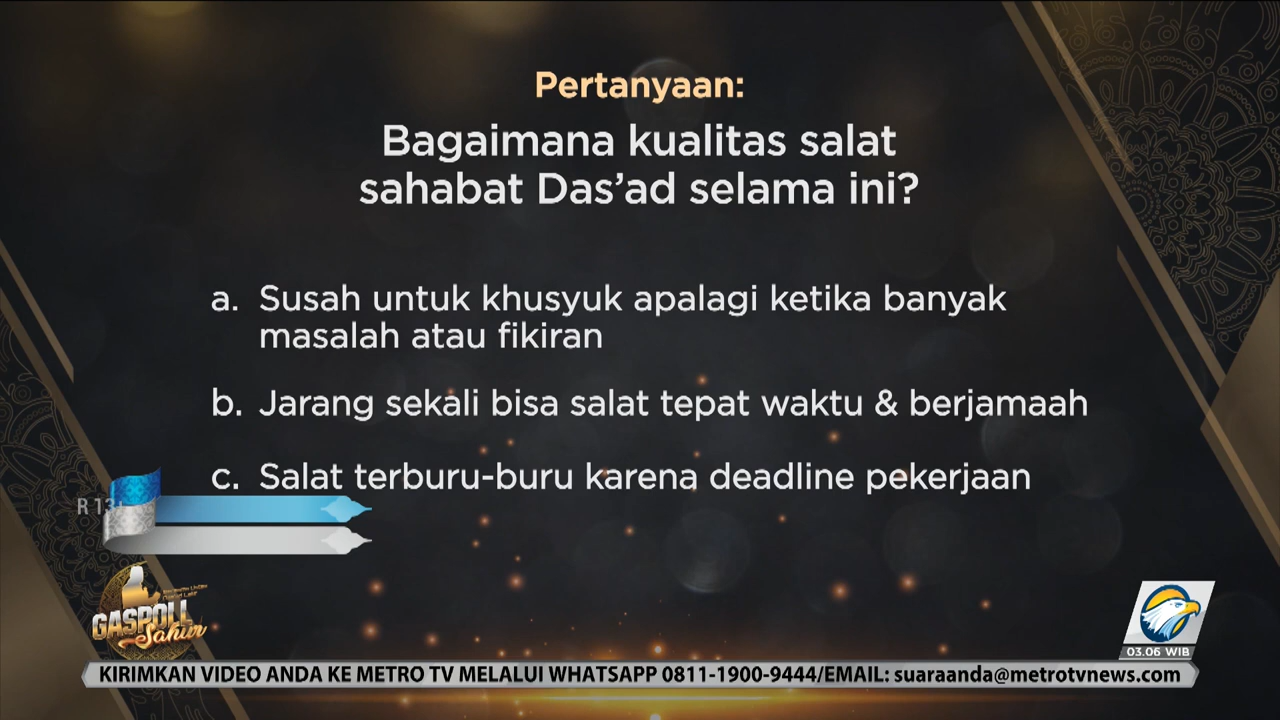 Pertanyaan:
Bagaimana kualitas salat
sahabat Das'ad selama ini?
a. Susah untuk khusyuk apalagi ketika banyak
masalah atau fikiran
b. Jarang sekali bisa salat tepat waktu & berjamaah
c. Salat terburu-buru karena deadline pekerjaan
R 13+
GASPOLL
Sahur
03.06 WIB
KIRIMKAN VIDEO ANDA KE METRO TV MELALUI WHATSAPP 0811-1900-9444/EMAIL: suaraanda@metrotvnews.com